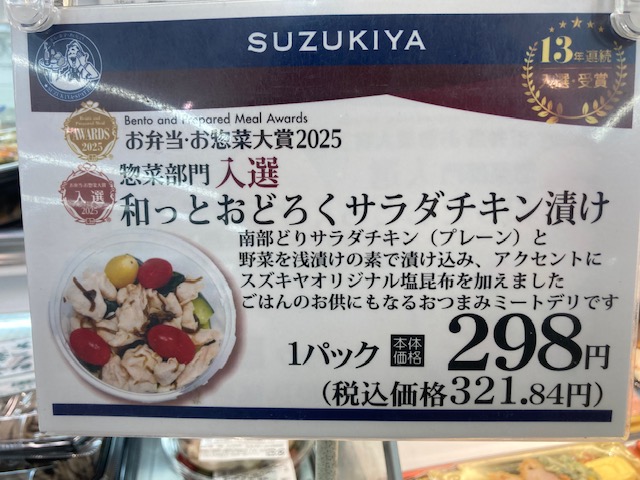 SUZUKIYA
13年連続
入選・受賞
Bento and Prepared Meal Awards
お弁当・お惣菜大賞2025
AWARDS
2025
惣菜部門 入選
入選
2025
和っとおどろくサラダチキン漬け
南部どりサラダチキン（プレーン）と
野菜を浅漬けの素で漬け込み、アクセントに
スズキヤオリジナル塩昆布を加えました
ごはんのお供にもなるおつまみミートデリです
1パック 本体価格 298円
（税込価格321.84円）